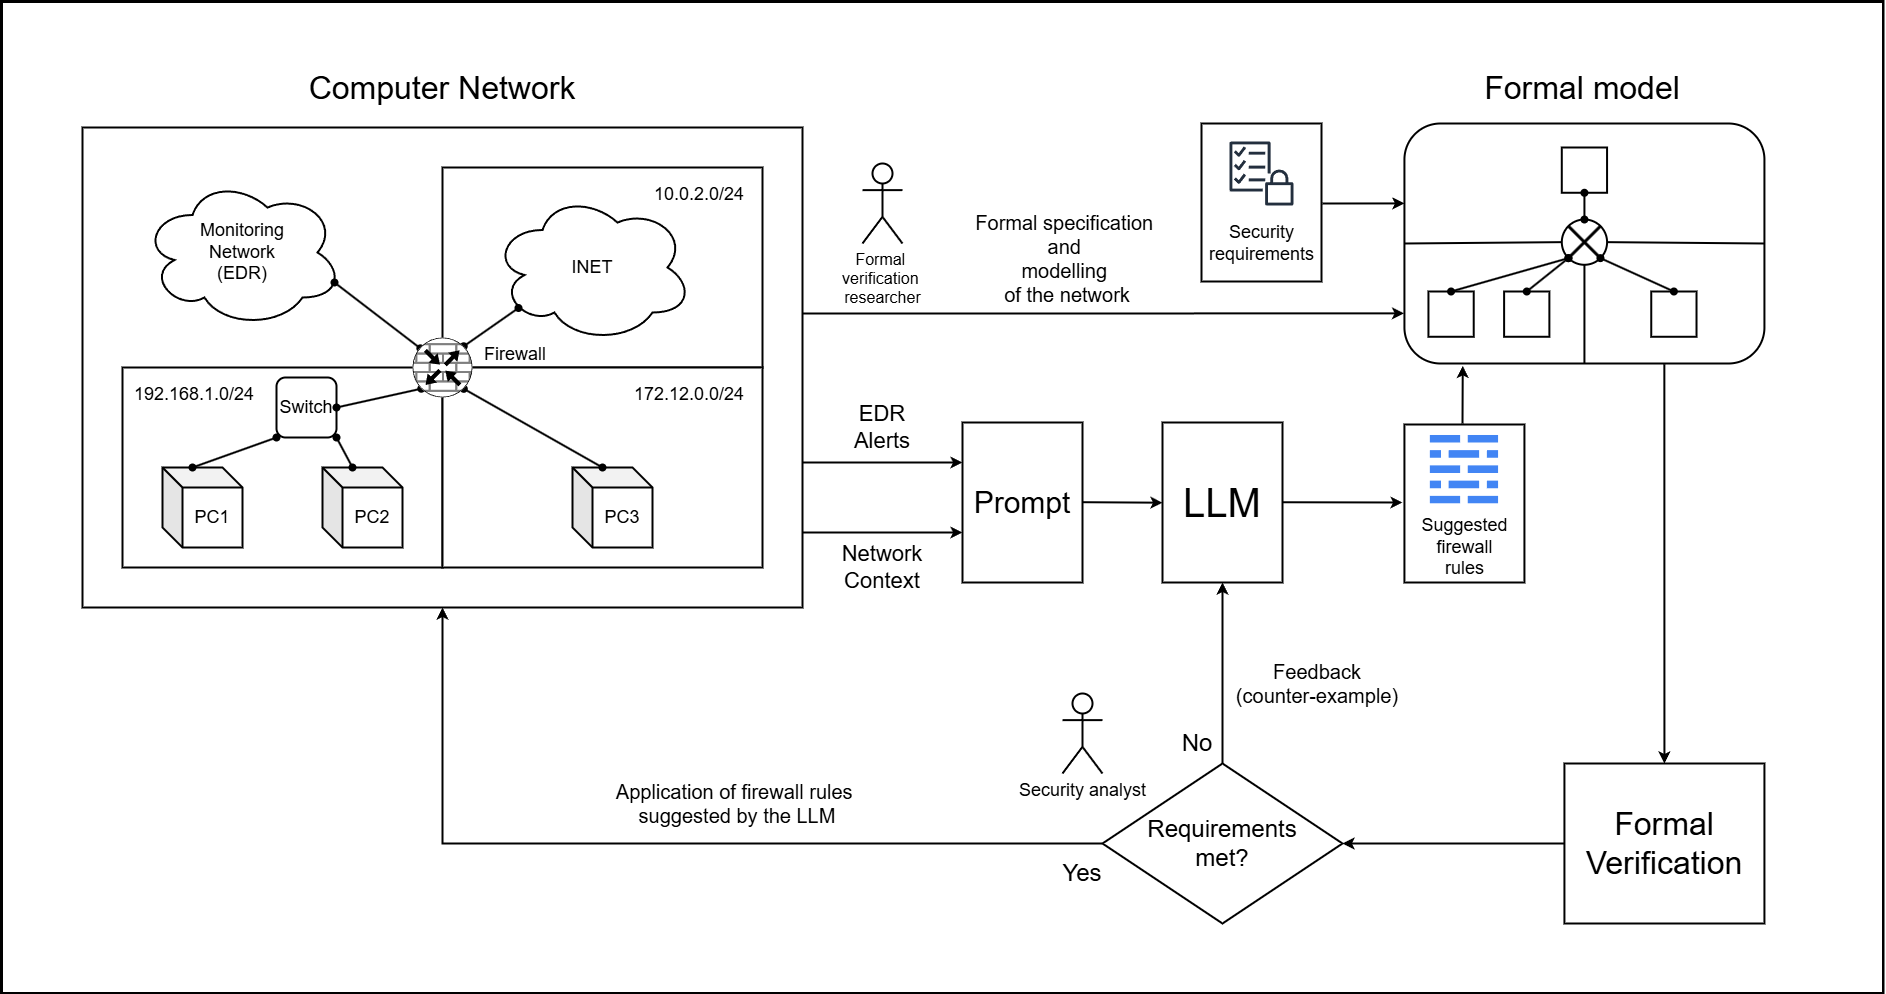 Computer Network
Formal model
10.0.2.0/24
Monitoring
Network
(EDR)
INET
Firewall
192.168.1.0/24
Switch
172.12.0.0/24
PC1
PC2
PC3
Formal
verification
researcher
Formal specification
and
modelling
of the network
Security
requirements
EDR
Alerts
Network
Context
Prompt
LLM
Suggested
firewall
rules
Feedback
(counter-example)
No
Security analyst
Application of firewall rules
suggested by the LLM
Yes
Requirements
met?
Formal
Verification